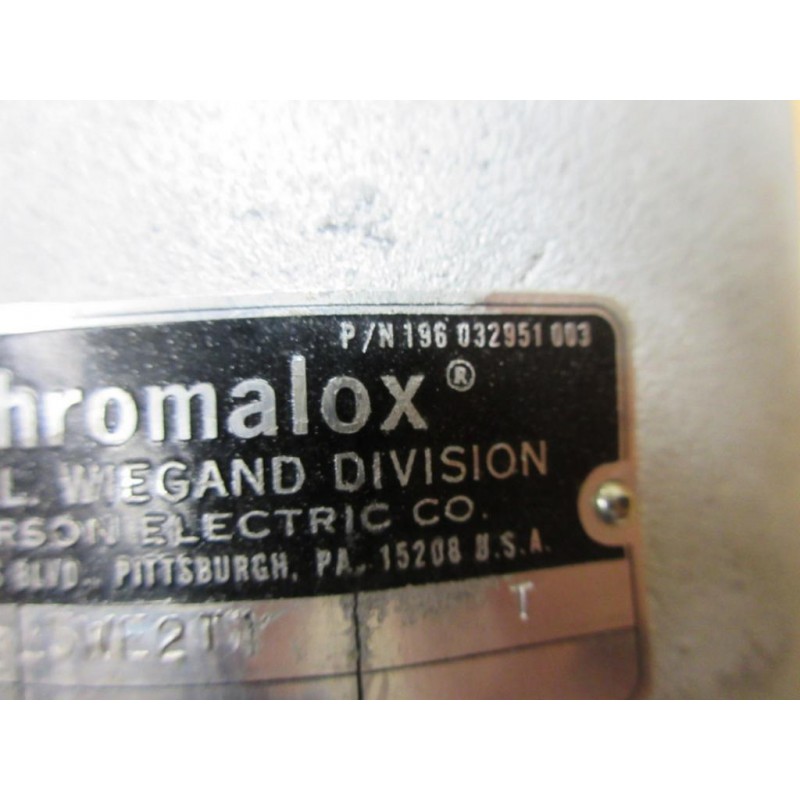 P/N 196 032951 003
hromalox®
L. WIEGAND DIVISION
RSON ELECTRIC CO.
S BLVD., PITTSBURGH, PA. 15208 U.S.A.
T